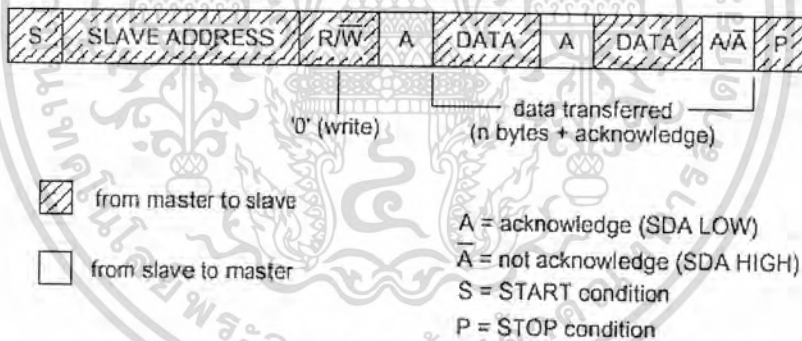 S SLAVE ADDRESS R/W̅ A DATA A DATA A/A̅ P
'0' (write)
data transferred
(n bytes + acknowledge)
from master to slave
from slave to master
A = acknowledge (SDA LOW)
A̅ = not acknowledge (SDA HIGH)
S = START condition
P = STOP condition